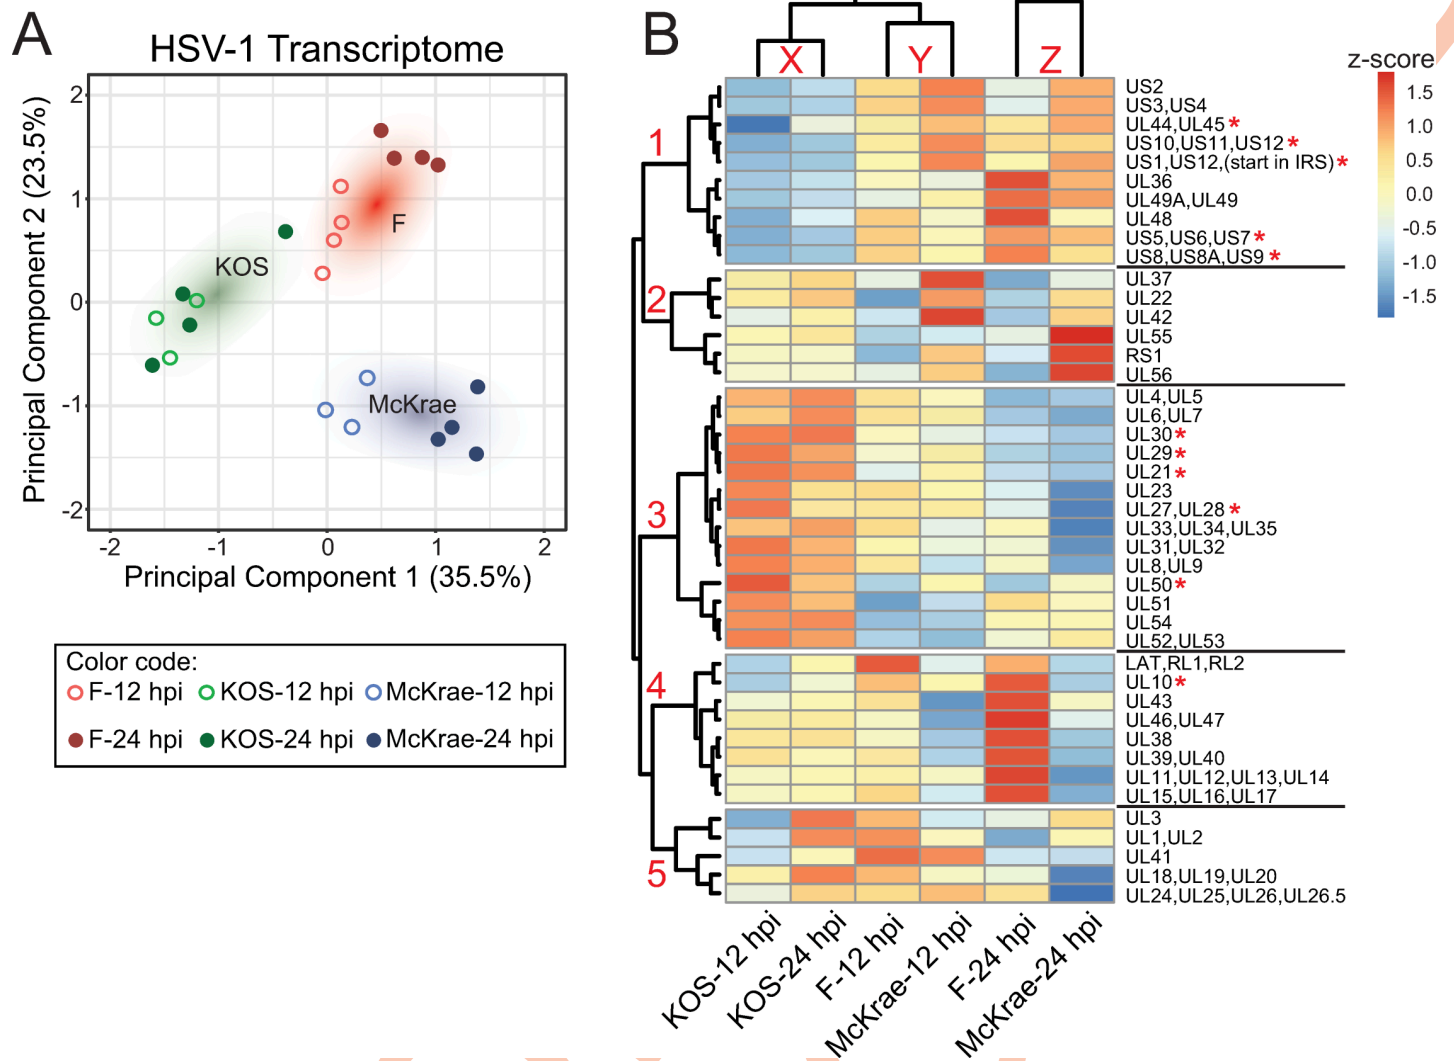 A
HSV-1 Transcriptome
Principal Component 2 (23.5%)
2
1
0
-1
-2
F
KOS
McKrae
-2
-1
0
1
2
Principal Component 1 (35.5%)
Color code:
F-12 hpi KOS-12 hpi McKrae-12 hpi
F-24 hpi KOS-24 hpi McKrae-24 hpi
B
X Y Z
z-score
1.5
1.0
0.5
0.0
-0.5
-1.0
-1.5
1
US2
US3,US4
UL44,UL45 *
US10,US11,US12 *
US1,US12,(start in IRS) *
UL36
UL49A,UL49
UL48
US5,US6,US7 *
US8,US8A,US9 *
2
UL37
UL22
UL42
UL55
RS1
UL56
3
UL4,UL5
UL6,UL7
UL30 *
UL29 *
UL21 *
UL23
UL27,UL28 *
UL33,UL34,UL35
UL31,UL32
UL8,UL9
UL50 *
UL51
UL54
UL52,UL53
4
LAT,RL1,RL2
UL10 *
UL43
UL46,UL47
UL38
UL39,UL40
UL11,UL12,UL13,UL14
UL15,UL16,UL17
5
UL3
UL1,UL2
UL41
UL18,UL19,UL20
UL24,UL25,UL26,UL26.5
KOS-12 hpi
KOS-24 hpi
F-12 hpi
McKrae-12 hpi
F-24 hpi
McKrae-24 hpi